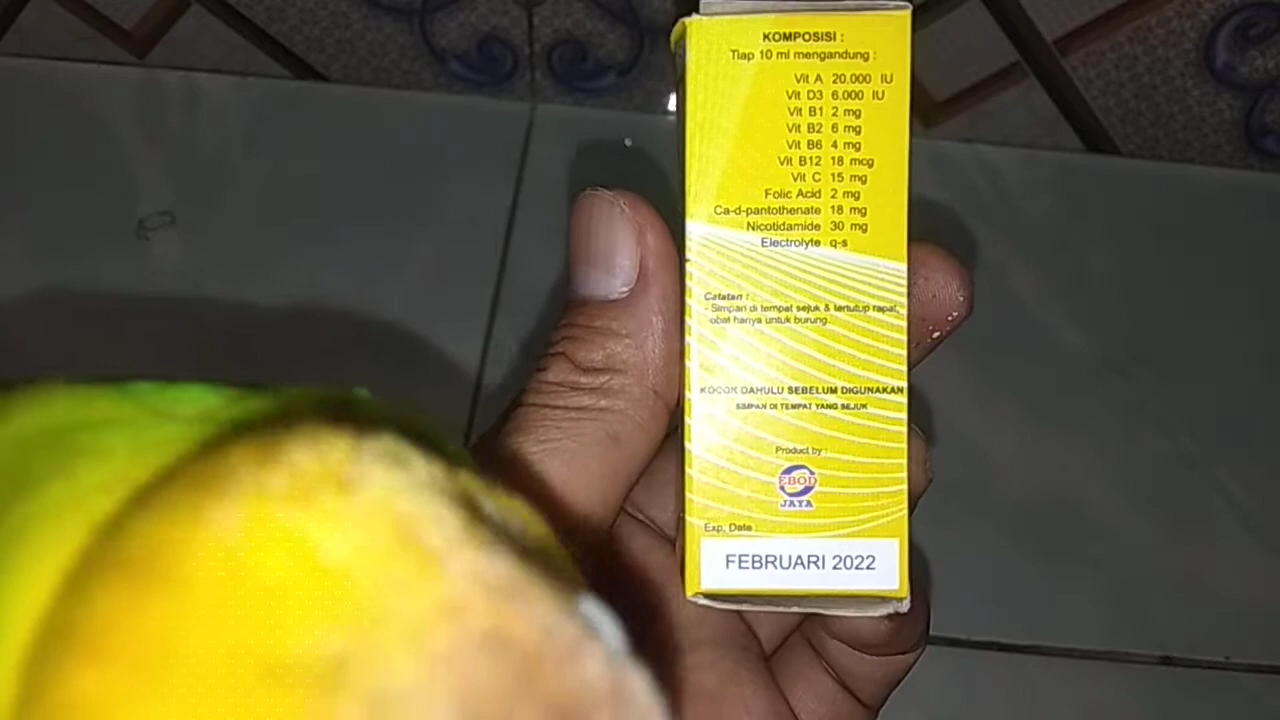 KOMPOSISI :
Tiap 10 ml mengandung :
Vit A 20.000 IU
Vit D3 6.000 IU
Vit B1 2 mg
Vit B2 6 mg
Vit B6 4 mg
Vit B12 18 mcg
Vit C 15 mg
Folic Acid 2 mg
Ca-d-pantothenate 18 mg
Nicotidamide 30 mg
Electrolyte q-s
Catatan :
- Simpan di tempat sejuk & tertutup rapat,
obat hanya untuk burung.
KOCOK DAHULU SEBELUM DIGUNAKAN
SIMPAN DI TEMPAT YANG SEJUK
Product by :
EBOD
JAYA
Exp, Date :
FEBRUARI 2022